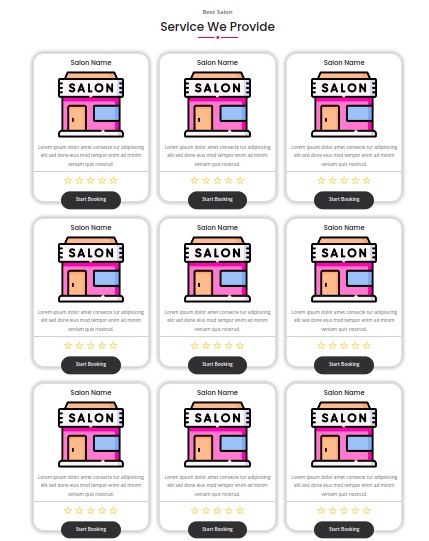 Best Salon
Service We Provide
Salon Name Salon Name Salon Name
SALON SALON SALON
Lorem ipsum dolor amet consecte tur adipisicing Lorem ipsum dolor amet consecte tur adipisicing Lorem ipsum dolor amet consecte tur adipisicing
elit sed done eius mod tempor enim ad minim elit sed done eius mod tempor enim ad minim elit sed done eius mod tempor enim ad minim
veniam quis nostrud. veniam quis nostrud. veniam quis nostrud.
Start Booking Start Booking Start Booking
Salon Name Salon Name Salon Name
SALON SALON SALON
Lorem ipsum dolor amet consecte tur adipisicing Lorem ipsum dolor amet consecte tur adipisicing Lorem ipsum dolor amet consecte tur adipisicing
elit sed done eius mod tempor enim ad minim elit sed done eius mod tempor enim ad minim elit sed done eius mod tempor enim ad minim
veniam quis nostrud. veniam quis nostrud. veniam quis nostrud.
Start Booking Start Booking Start Booking
Salon Name Salon Name Salon Name
SALON SALON SALON
Lorem ipsum dolor amet consecte tur adipisicing Lorem ipsum dolor amet consecte tur adipisicing Lorem ipsum dolor amet consecte tur adipisicing
elit sed done eius mod tempor enim ad minim elit sed done eius mod tempor enim ad minim elit sed done eius mod tempor enim ad minim
veniam quis nostrud. veniam quis nostrud. veniam quis nostrud.
Start Booking Start Booking Start Booking